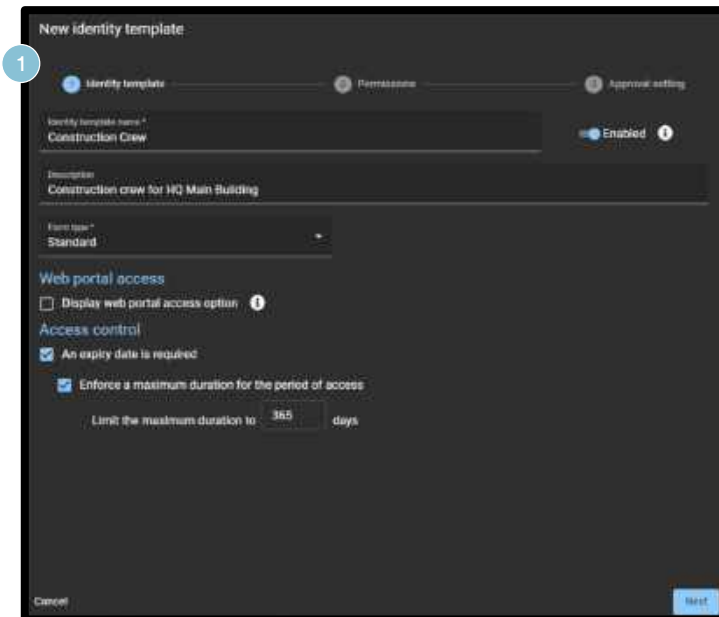 New identity template
1
1 Identity template 2 Permissions 3 Approval setting
Identity template name *
Construction Crew
Enabled
Description
Construction crew for HQ Main Building
Form type *
Standard
Web portal access
Display web portal access option
Access control
An expiry date is required
Enforce a maximum duration for the period of access
Limit the maximum duration to 365 days
Cancel Next